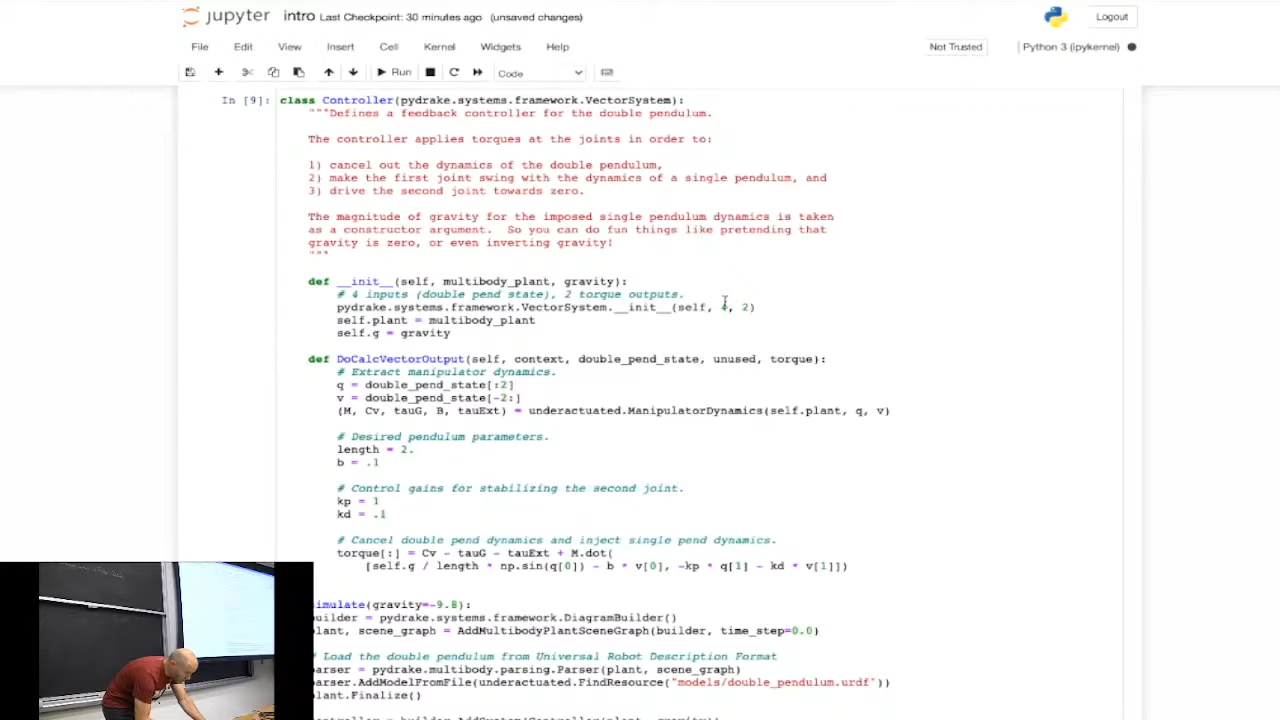 jupyter intro Last Checkpoint: 30 minutes ago (unsaved changes) Logout
File Edit View Insert Cell Kernel Widgets Help Not Trusted Python 3 (ipykernel)
Run Code
In [9]: class Controller(pydrake.systems.framework.VectorSystem):
"""Defines a feedback controller for the double pendulum.
The controller applies torques at the joints in order to:
1) cancel out the dynamics of the double pendulum,
2) make the first joint swing with the dynamics of a single pendulum, and
3) drive the second joint towards zero.
The magnitude of gravity for the imposed single pendulum dynamics is taken
as a constructor argument. So you can do fun things like pretending that
gravity is zero, or even inverting gravity!
"""
def __init__(self, multibody_plant, gravity):
# 4 inputs (double pend state), 2 torque outputs.
pydrake.systems.framework.VectorSystem.__init__(self, 4, 2)
self.plant = multibody_plant
self.g = gravity
def DoCalcVectorOutput(self, context, double_pend_state, unused, torque):
# Extract manipulator dynamics.
q = double_pend_state[:2]
v = double_pend_state[-2:]
(M, Cv, tauG, B, tauExt) = underactuated.ManipulatorDynamics(self.plant, q, v)
# Desired pendulum parameters.
length = 2.
b = .1
# Control gains for stabilizing the second joint.
kp = 1
kd = .1
# Cancel double pend dynamics and inject single pend dynamics.
torque[:] = Cv - tauG - tauExt + M.dot(
[self.g / length * np.sin(q[0]) - b * v[0], -kp * q[1] - kd * v[1]])
imulate(gravity=-9.8):
uilder = pydrake.systems.framework.DiagramBuilder()
lant, scene_graph = AddMultibodyPlantSceneGraph(builder, time_step=0.0)
# Load the double pendulum from Universal Robot Description Format
arser = pydrake.multibody.parsing.Parser(plant, scene_graph)
arser.AddModelFromFile(underactuated.FindResource("models/double_pendulum.urdf"))
lant.Finalize()